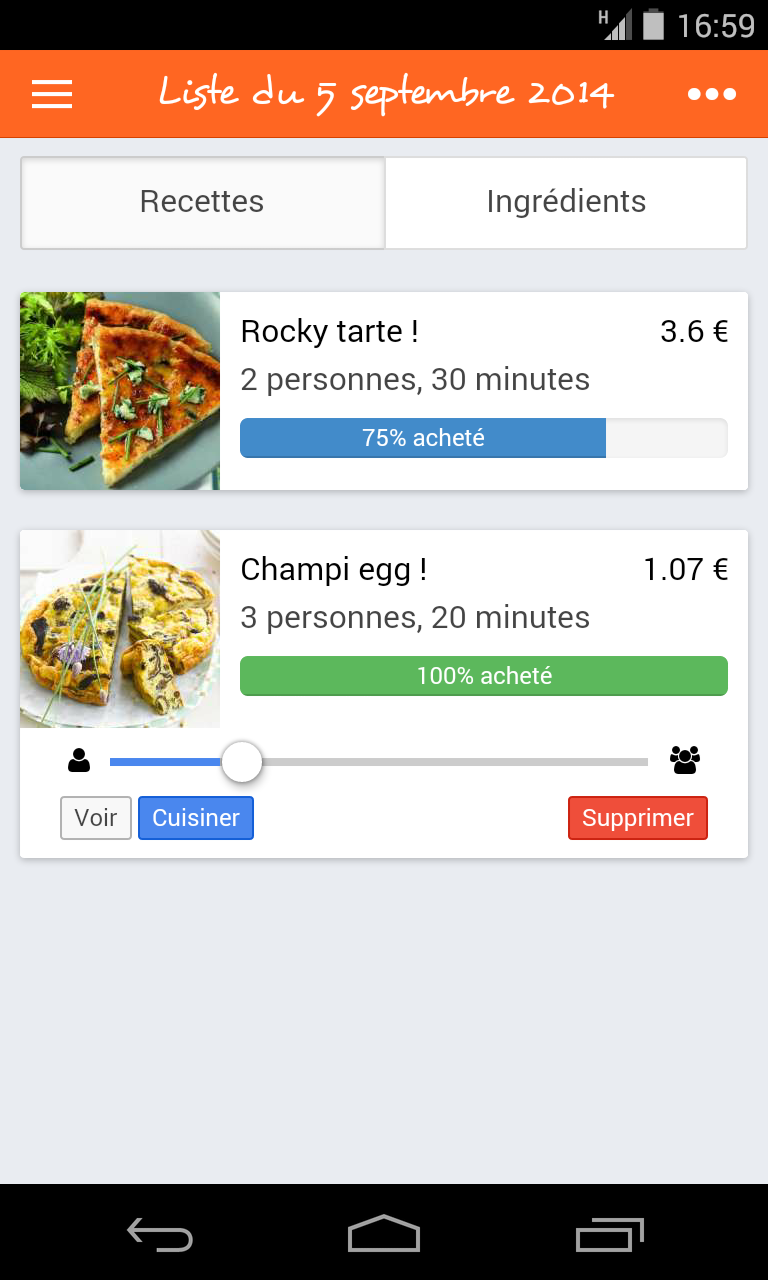 H 16:59
Liste du 5 septembre 2014
Recettes Ingrédients
Rocky tarte ! 3.6 €
2 personnes, 30 minutes
75% acheté
Champi egg ! 1.07 €
3 personnes, 20 minutes
100% acheté
Voir Cuisiner Supprimer